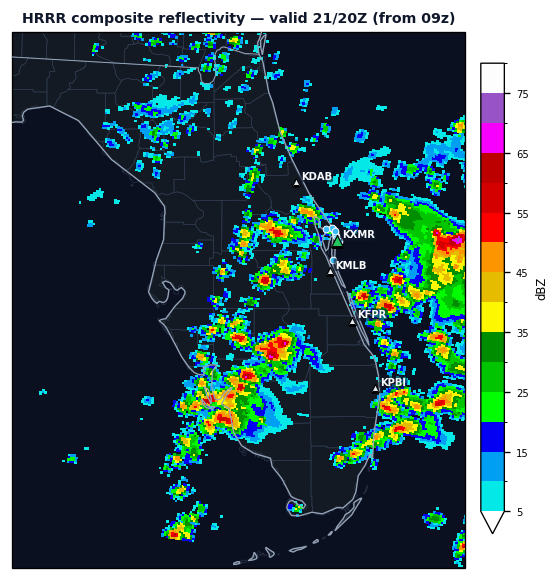 HRRR composite reflectivity — valid 21/20Z (from 09z)
KDAB
KXMR
KMLB
KFPR
KPBI
75
65
55
45
35
25
15
5
dBZ